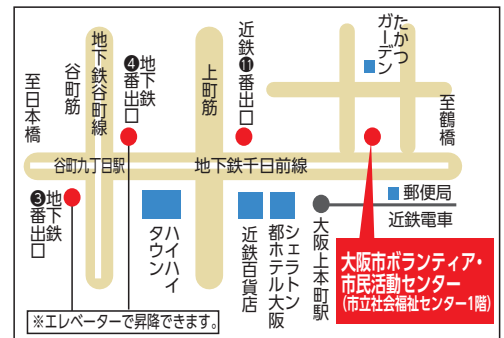 至日本橋
谷町筋
地下鉄谷町線
❹地下鉄
番出口
上町筋
近鉄⓫番出口
たかつ
ガーデン
至鶴橋
谷町九丁目駅
地下鉄千日前線
❸地下鉄
番出口
ハイハイ
タウン
近鉄百貨店
シェラトン
都ホテル大阪
大阪上本町駅
郵便局
近鉄電車
大阪市ボランティア・
市民活動センター
(市立社会福祉センター1階)
※エレベーターで昇降できます。